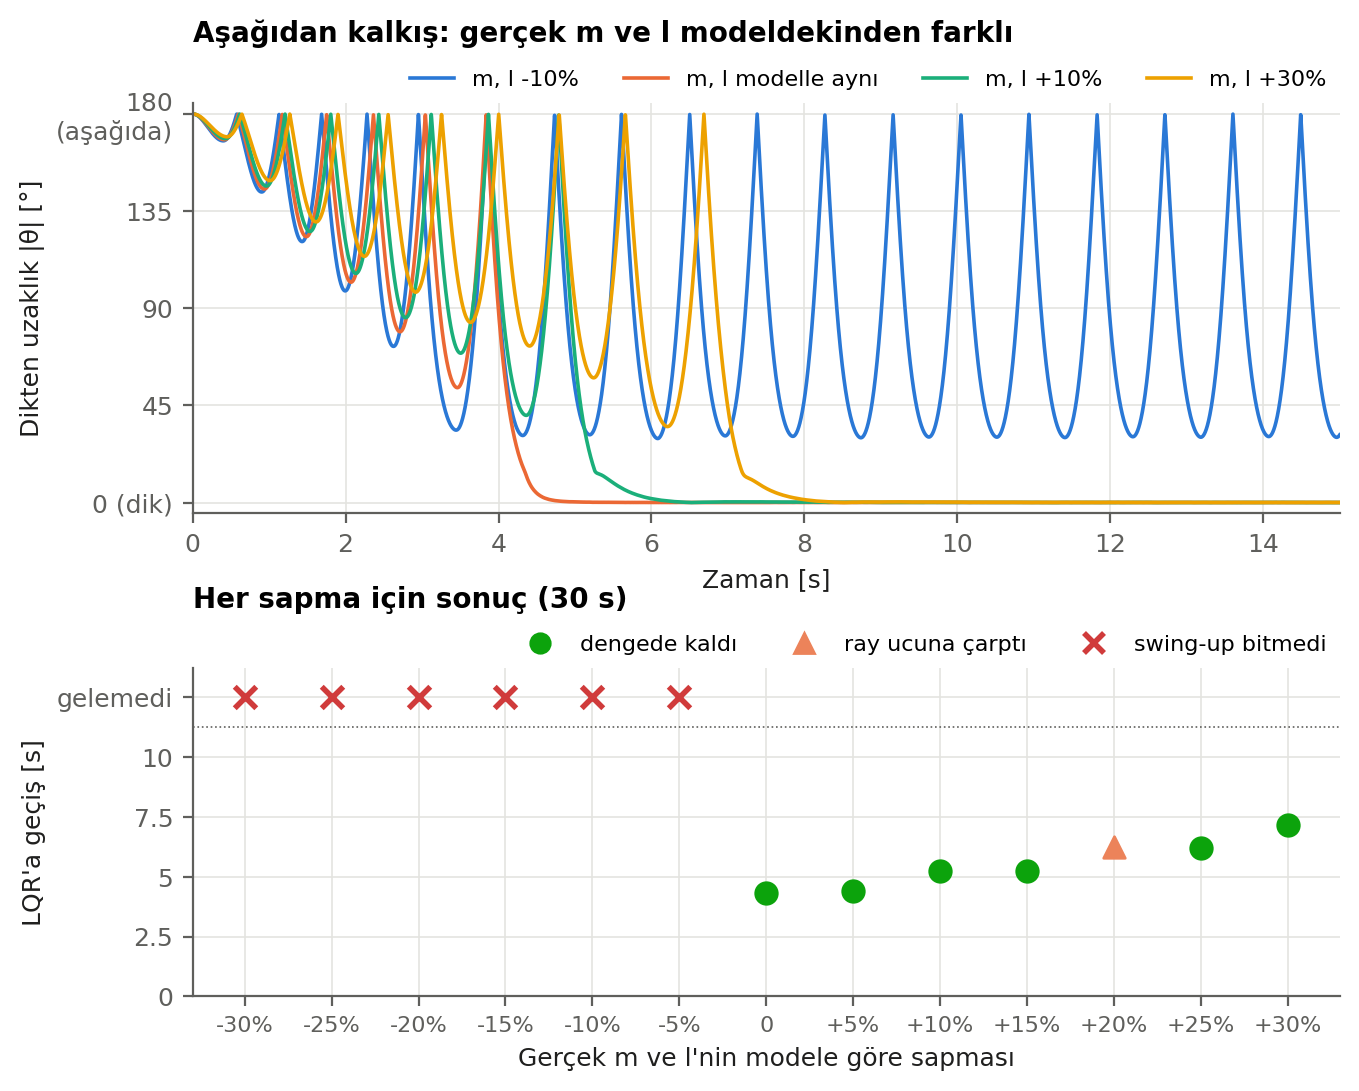 Aşağıdan kalkış: gerçek m ve l modeldekinden farklı
m, l -10% m, l modelle aynı m, l +10% m, l +30%
Dikten uzaklık |θ| [°]
180
(aşağıda)
135
90
45
0 (dik)
0 2 4 6 8 10 12 14
Zaman [s]
Her sapma için sonuç (30 s)
dengede kaldı ray ucuna çarptı swing-up bitmedi
LQR'a geçiş [s]
gelemedi
10
7.5
5
2.5
0
-30% -25% -20% -15% -10% -5% 0 +5% +10% +15% +20% +25% +30%
Gerçek m ve l'nin modele göre sapması